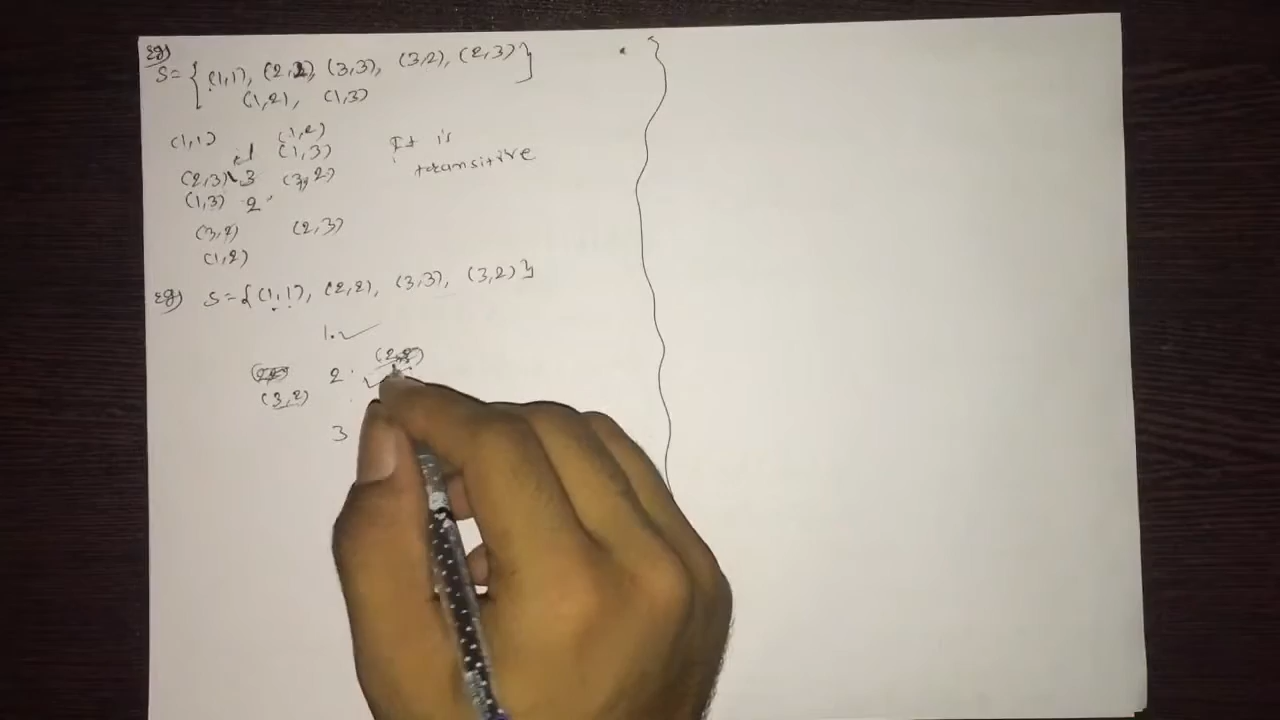 Eg)
S = { (1,1), (2,2), (3,3), (3,2), (2,3) }
(1,2), (1,3)
(1,1) (1,2)
1 (1,3) It is
(2,3) 3 (3,2) transitive
(1,3) 2
(3,2) (2,3)
(1,2)
Eg) S = { (1,1), (2,2), (3,3), (3,2) }
1. ✓
2
(3,2)
3